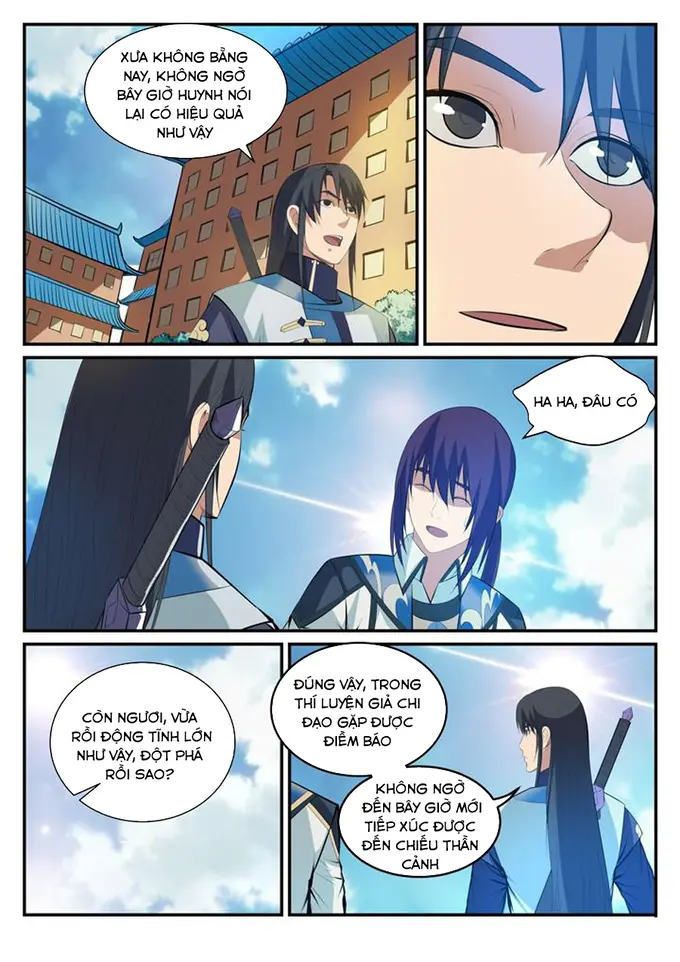 XƯA KHÔNG BẰNG
NAY, KHÔNG NGỜ
BÂY GIỜ HUYNH NÓI
LẠI CÓ HIỆU QUẢ
NHƯ VẬY
HA HA, ĐÂU CÓ
CÒN NGƯƠI, VỪA
RỒI ĐỘNG TĨNH LỚN
NHƯ VẬY, ĐỘT PHÁ
RỒI SAO?
ĐÚNG VẬY, TRONG
THÍ LUYỆN GIẢ CHI
ĐẠO GẶP ĐƯỢC
ĐIỀM BÁO
KHÔNG NGỜ
ĐẾN BÂY GIỜ MỚI
TIẾP XÚC ĐƯỢC
ĐẾN CHIẾU THẦN
CẢNH